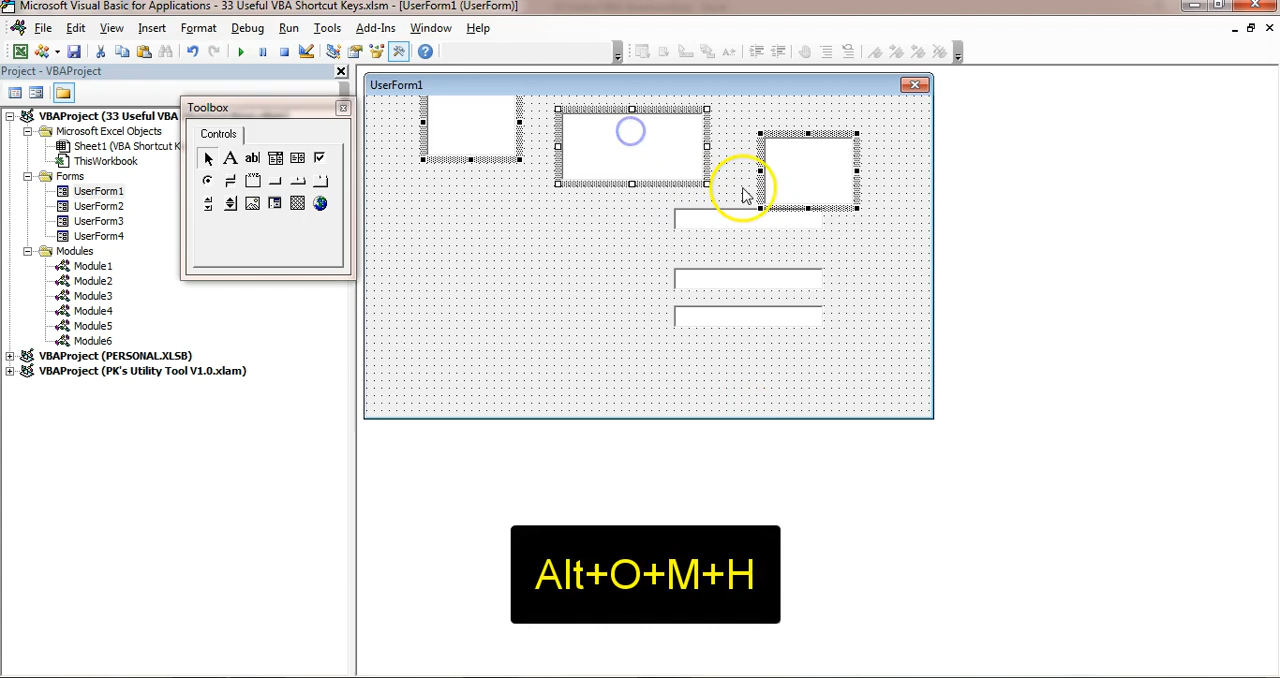 Microsoft Visual Basic for Applications - 33 Useful VBA Shortcut Keys.xlsm - [UserForm1 (UserForm)]
File Edit View Insert Format Debug Run Tools Add-Ins Window Help
Project - VBAProject
VBAProject (33 Useful VBA
Microsoft Excel Objects
Sheet1 (VBA Shortcut K
ThisWorkbook
Forms
UserForm1
UserForm2
UserForm3
UserForm4
Modules
Module1
Module2
Module3
Module4
Module5
Module6
VBAProject (PERSONAL.XLSB)
VBAProject (PK's Utility Tool V1.0.xlam)
Toolbox
Controls
A ab|
UserForm1
Alt+O+M+H